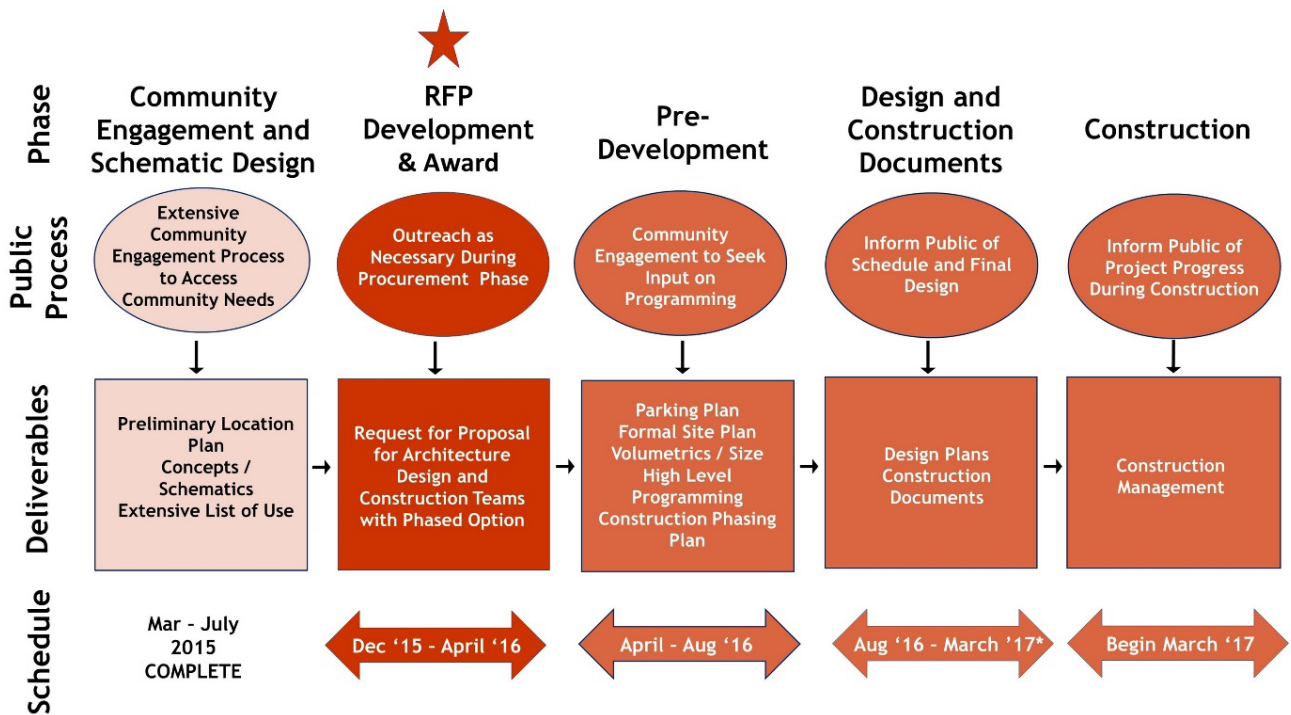 Phase
Community
Engagement and
Schematic Design
RFP
Development
& Award
Pre-
Development
Design and
Construction
Documents
Construction
Public
Process
Extensive
Community
Engagement Process
to Access
Community Needs
Outreach as
Necessary During
Procurement Phase
Community
Engagement to Seek
Input on
Programming
Inform Public of
Schedule and Final
Design
Inform Public of
Project Progress
During Construction
Deliverables
Preliminary Location
Plan
Concepts /
Schematics
Extensive List of Use
Request for Proposal
for Architecture
Design and
Construction Teams
with Phased Option
Parking Plan
Formal Site Plan
Volumetrics / Size
High Level
Programming
Construction Phasing
Plan
Design Plans
Construction
Documents
Construction
Management
Schedule
Mar – July
2015
COMPLETE
Dec ‘15 – April ‘16
April – Aug ‘16
Aug ‘16 – March ‘17*
Begin March ‘17